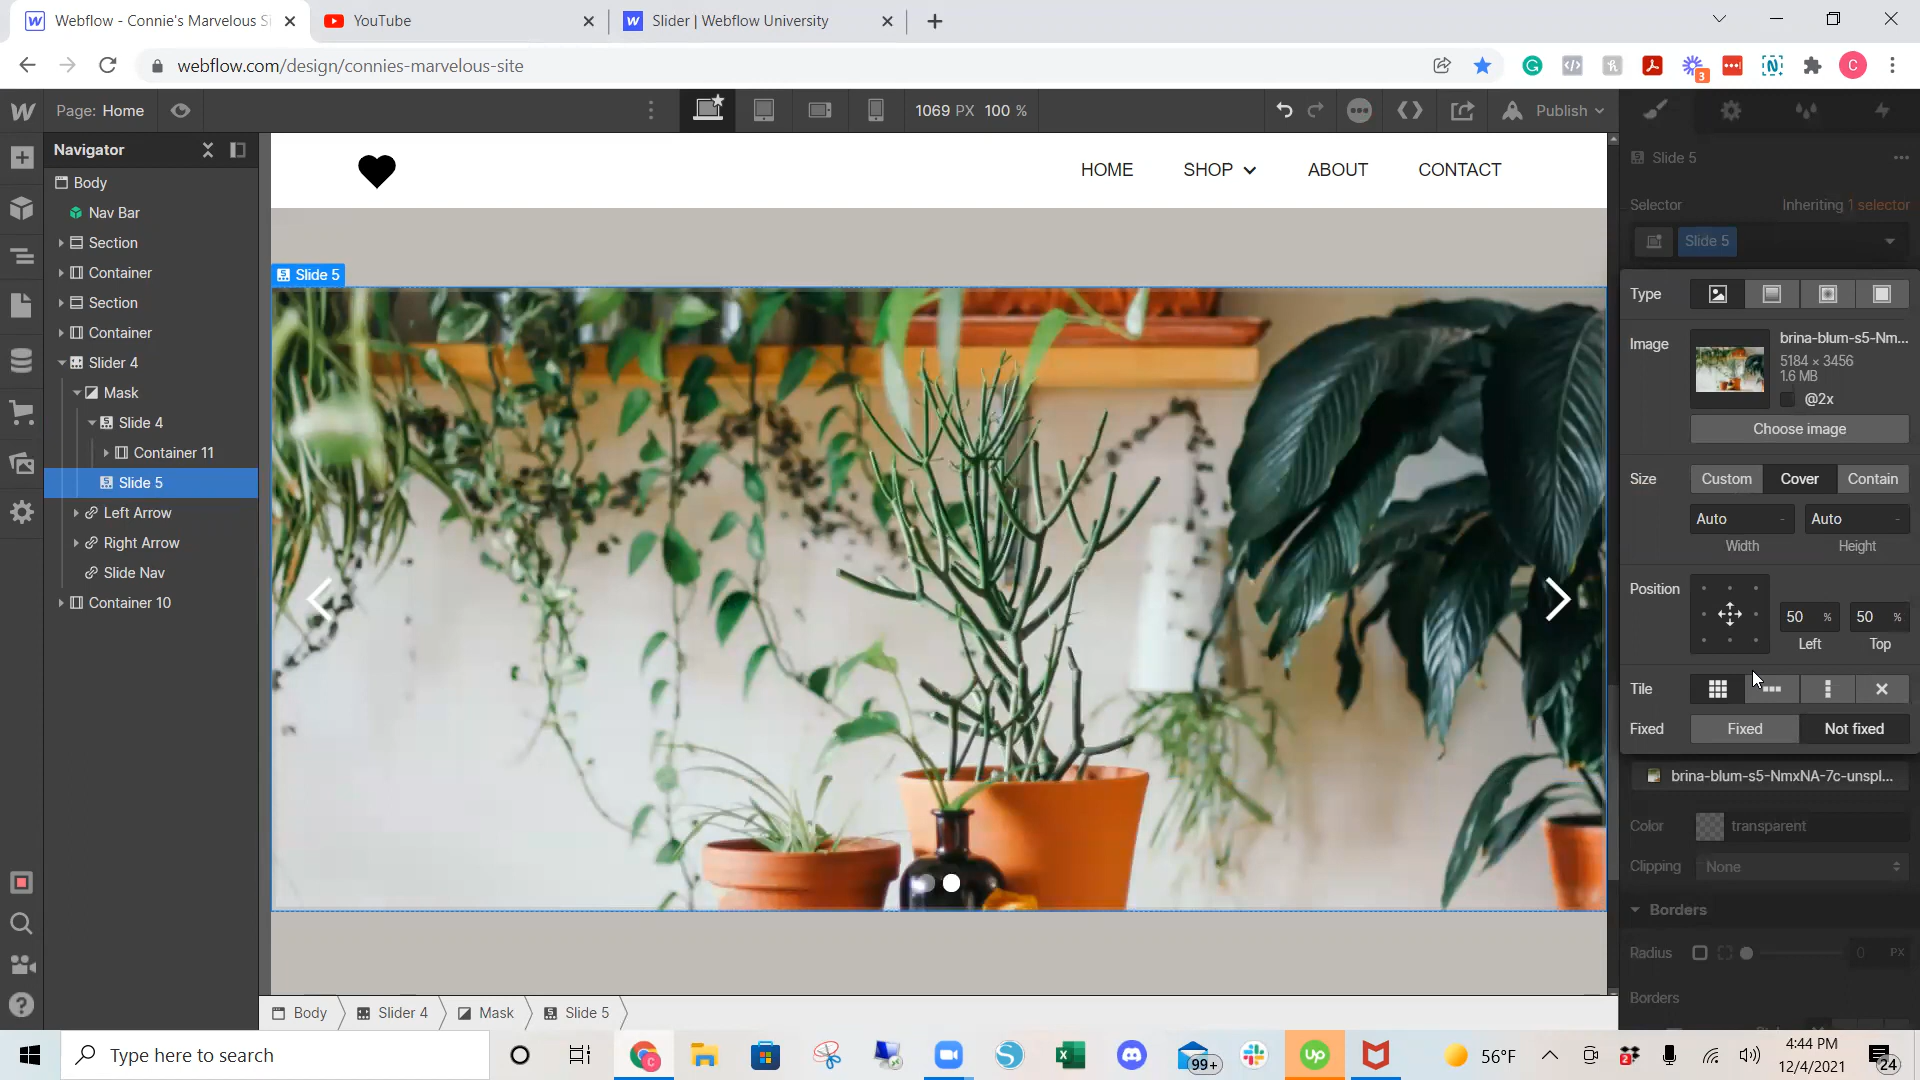 Webflow - Connie's Marvelous S
YouTube
Slider | Webflow University
webflow.com/design/connies-marvelous-site
3
C
Page: Home
1069 PX 100 %
Publish
Navigator
Body
Nav Bar
Section
Container
Section
Container
Slider 4
Mask
Slide 4
Container 11
Slide 5
Left Arrow
Right Arrow
Slide Nav
Container 10
HOME
SHOP
ABOUT
CONTACT
Slide 5
Slide 5
Selector
Inheriting 1 selector
Slide 5
Type
Image
brina-blum-s5-Nm...
5184 × 3456
1.6 MB
@2x
Choose image
Size
Custom
Cover
Contain
Auto -
Auto -
Width
Height
Position
50 %
50 %
Left
Top
Tile
Fixed
Fixed
Not fixed
brina-blum-s5-NmxNA-7c-unspl...
Color
transparent
Clipping
None
Borders
Radius
0 PX
Borders
Body
Slider 4
Mask
Slide 5
Type here to search
99+
up
56°F
2
4:44 PM
12/4/2021
24